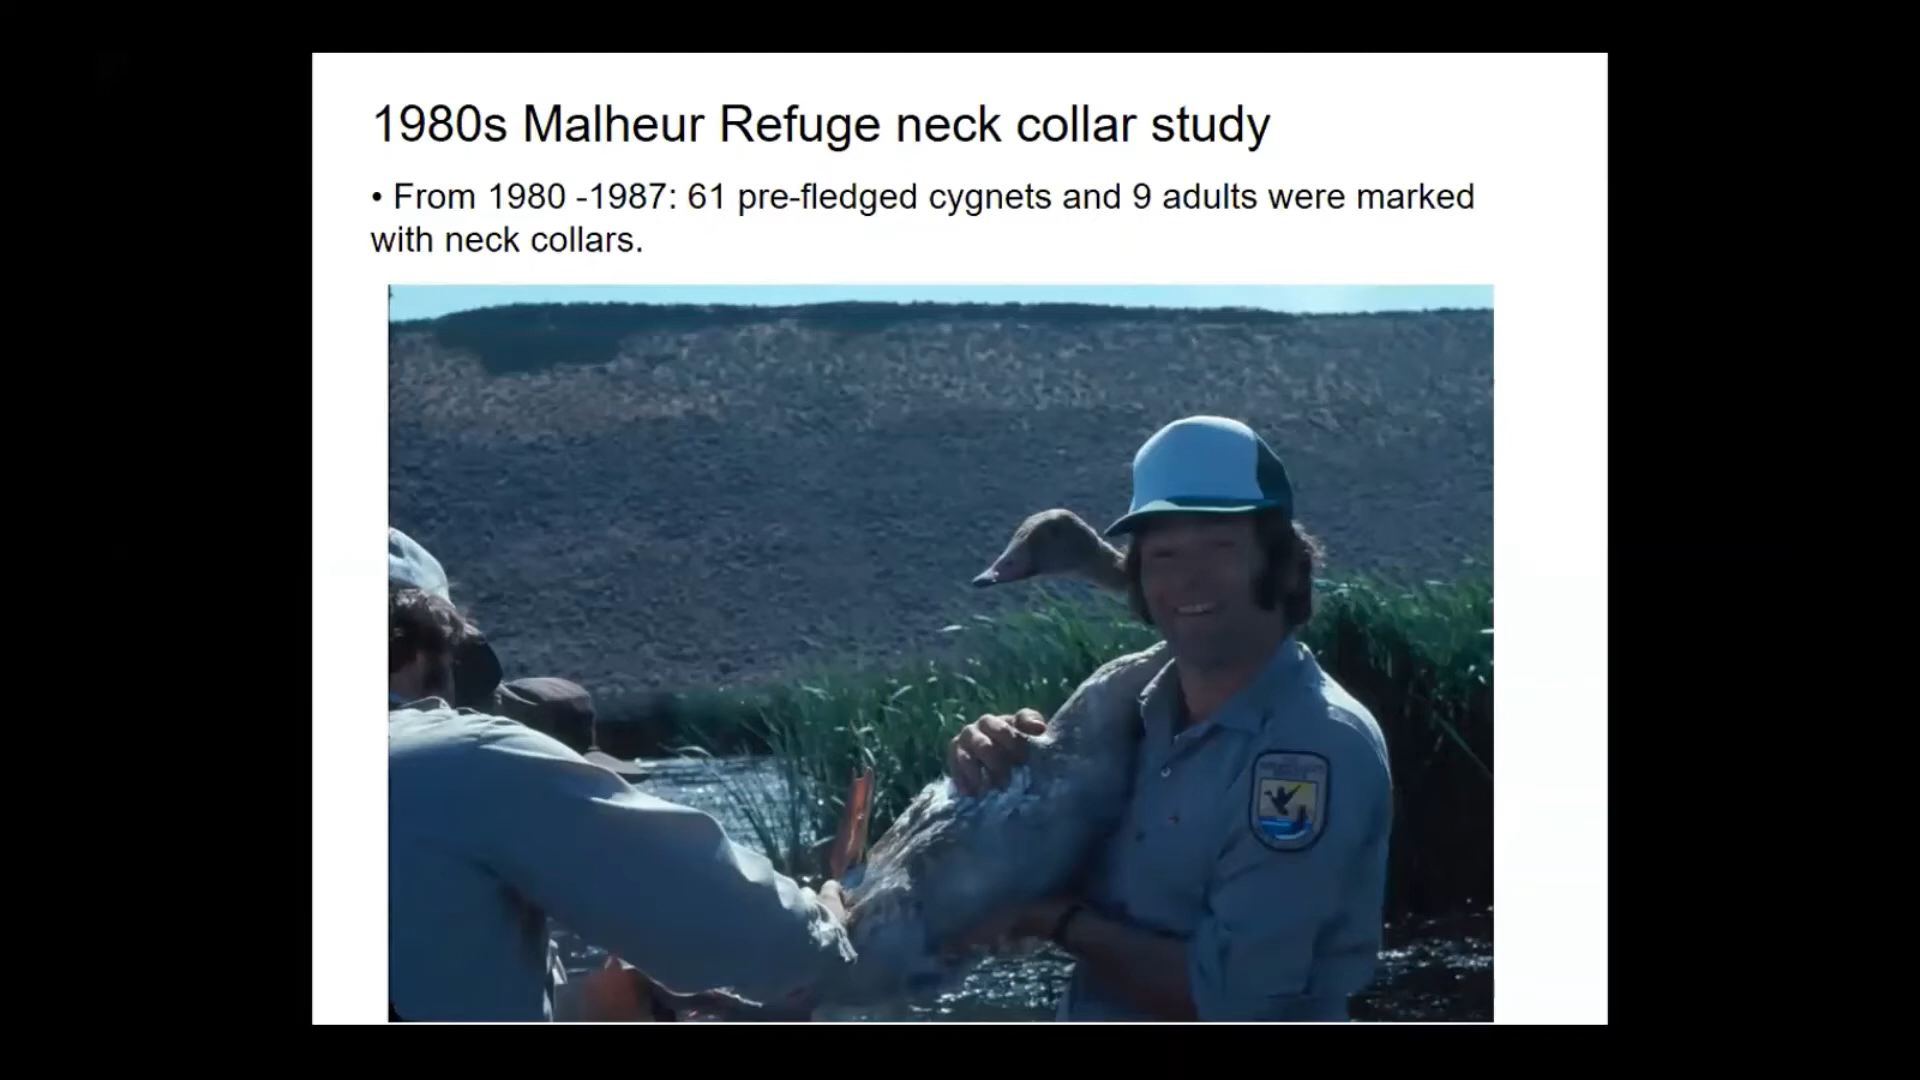 1980s Malheur Refuge neck collar study
• From 1980 -1987: 61 pre-fledged cygnets and 9 adults were marked
with neck collars.